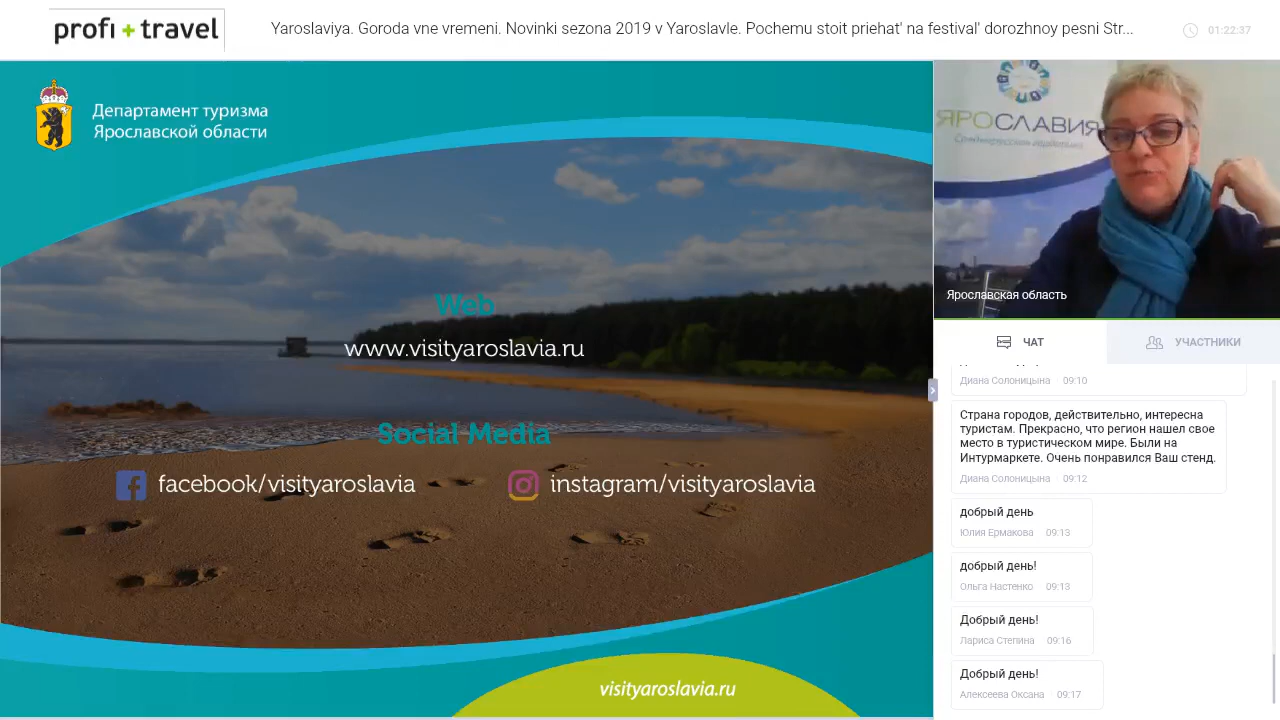 profi + travel
Yaroslaviya. Goroda vne vremeni. Novinki sezona 2019 v Yaroslavle. Pochemu stoit priehat' na festival' dorozhnoy pesni Str...
01:22:37
Департамент туризма
Ярославской области
Web
www.visityaroslavia.ru
Social Media
facebook/visityaroslavia
instagram/visityaroslavia
visityaroslavia.ru
ЯРОСЛАВИЯ
Ярославская область
ЧАТ
УЧАСТНИКИ
Диана Солоницына 09:10
Страна городов, действительно, интересна
туристам. Прекрасно, что регион нашел свое
место в туристическом мире. Были на
Интурмаркете. Очень понравился Ваш стенд.
Диана Солоницына 09:12
добрый день
Юлия Ермакова 09:13
добрый день!
Ольга Настенко 09:13
Добрый день!
Лариса Степина 09:16
Добрый день!
Алексеева Оксана 09:17